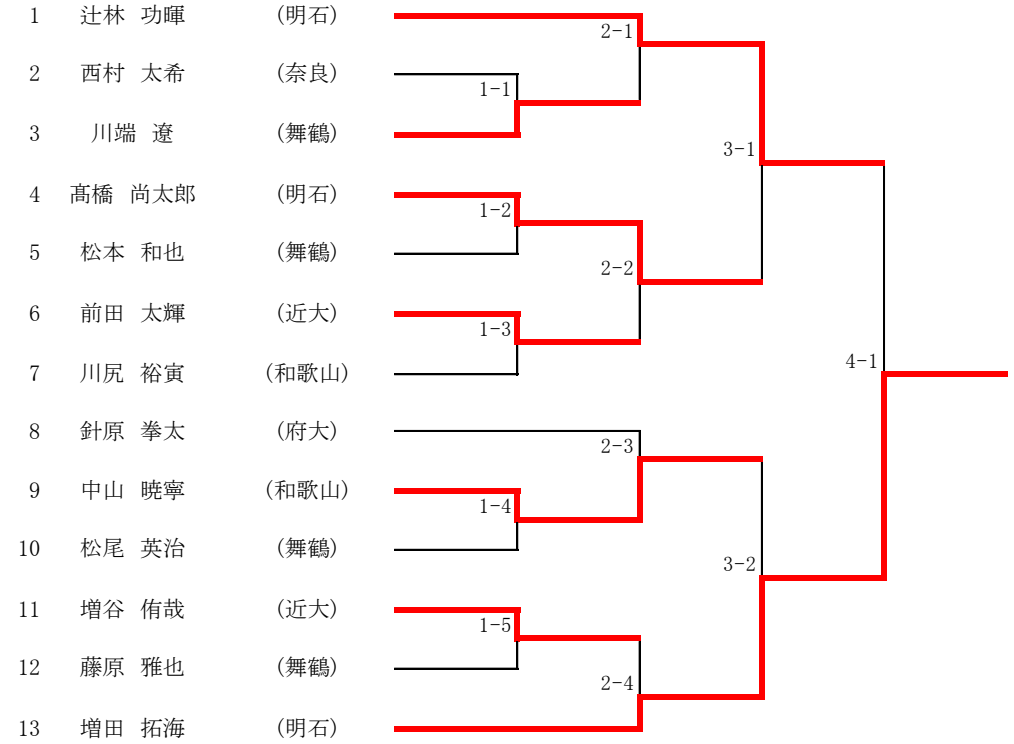 1 辻林 功暉 (明石)
2-1
2 西村 太希 (奈良)
1-1
3 川端 遼 (舞鶴)
3-1
4 髙橋 尚太郎 (明石)
1-2
5 松本 和也 (舞鶴)
2-2
6 前田 太輝 (近大)
1-3
7 川尻 裕寅 (和歌山)
4-1
8 針原 拳太 (府大)
2-3
9 中山 暁寧 (和歌山)
1-4
10 松尾 英治 (舞鶴)
3-2
11 増谷 侑哉 (近大)
1-5
12 藤原 雅也 (舞鶴)
2-4
13 増田 拓海 (明石)